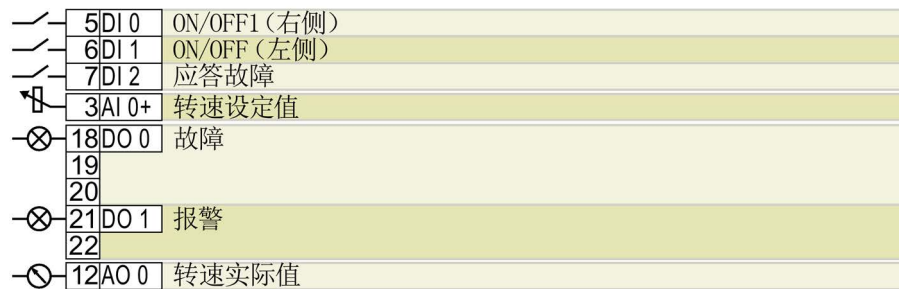 5 DI 0 ON/OFF1(右侧)
6 DI 1 ON/OFF(左侧)
7 DI 2 应答故障
3 AI 0+ 转速设定值
18 DO 0 故障
19
20
21 DO 1 报警
22
12 AO 0 转速实际值